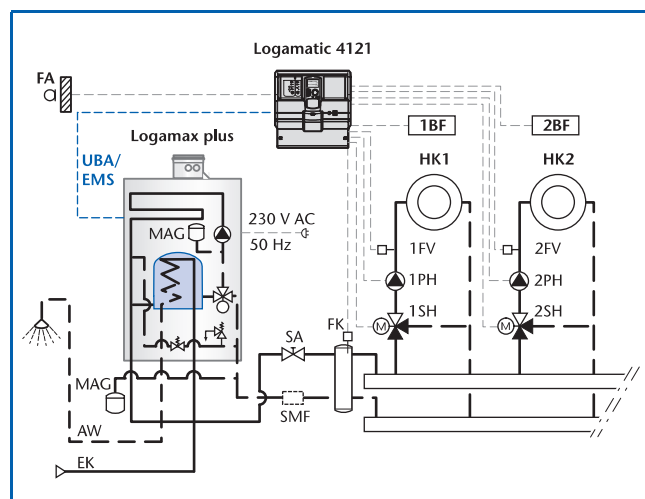 Logamatic 4121
FA
1BF
2BF
Logamax plus
HK1
HK2
UBA/
EMS
230 V AC
50 Hz
MAG
1FV
2FV
1PH
2PH
1SH
2SH
M
M
FK
SA
MAG
SMF
AW
EK